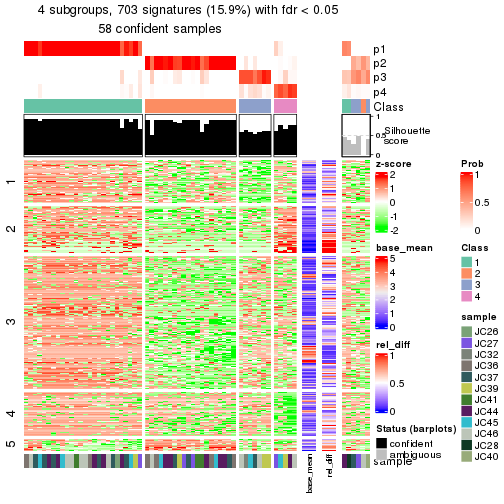 4 subgroups, 703 signatures (15.9%) with fdr < 0.05
58 confident samples
p1
p2
p3
p4
Class
1
0.5
0
Silhouette
score
1
2
3
4
5
z-score
2
1
0
-1
-2
base_mean
5
4
3
2
1
0
rel_diff
1
0.5
0
Status (barplots)
confident
ambiguous
sample
base_mean
rel_diff
Prob
1
0.5
0
Class
1
2
3
4
sample
JC26
JC27
JC32
JC36
JC37
JC39
JC41
JC44
JC45
JC46
JC28
JC40